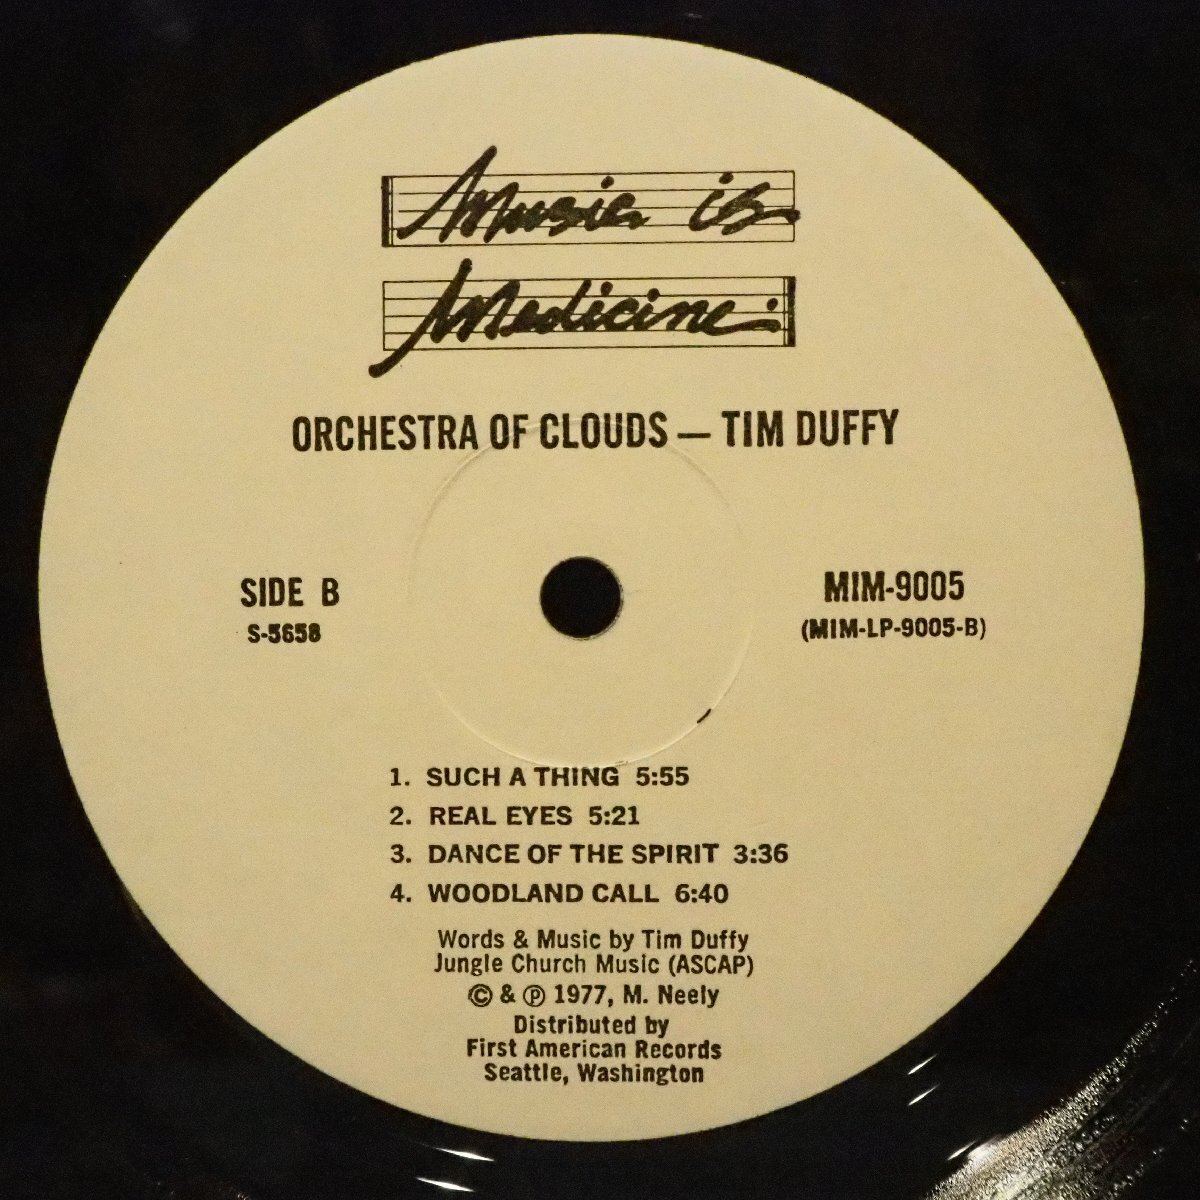 Music is
Medicine
ORCHESTRA OF CLOUDS — TIM DUFFY
SIDE B
S-5658
MIM-9005
(MIM-LP-9005-B)
1. SUCH A THING 5:55
2. REAL EYES 5:21
3. DANCE OF THE SPIRIT 3:36
4. WOODLAND CALL 6:40
Words & Music by Tim Duffy
Jungle Church Music (ASCAP)
© & ℗ 1977, M. Neely
Distributed by
First American Records
Seattle, Washington